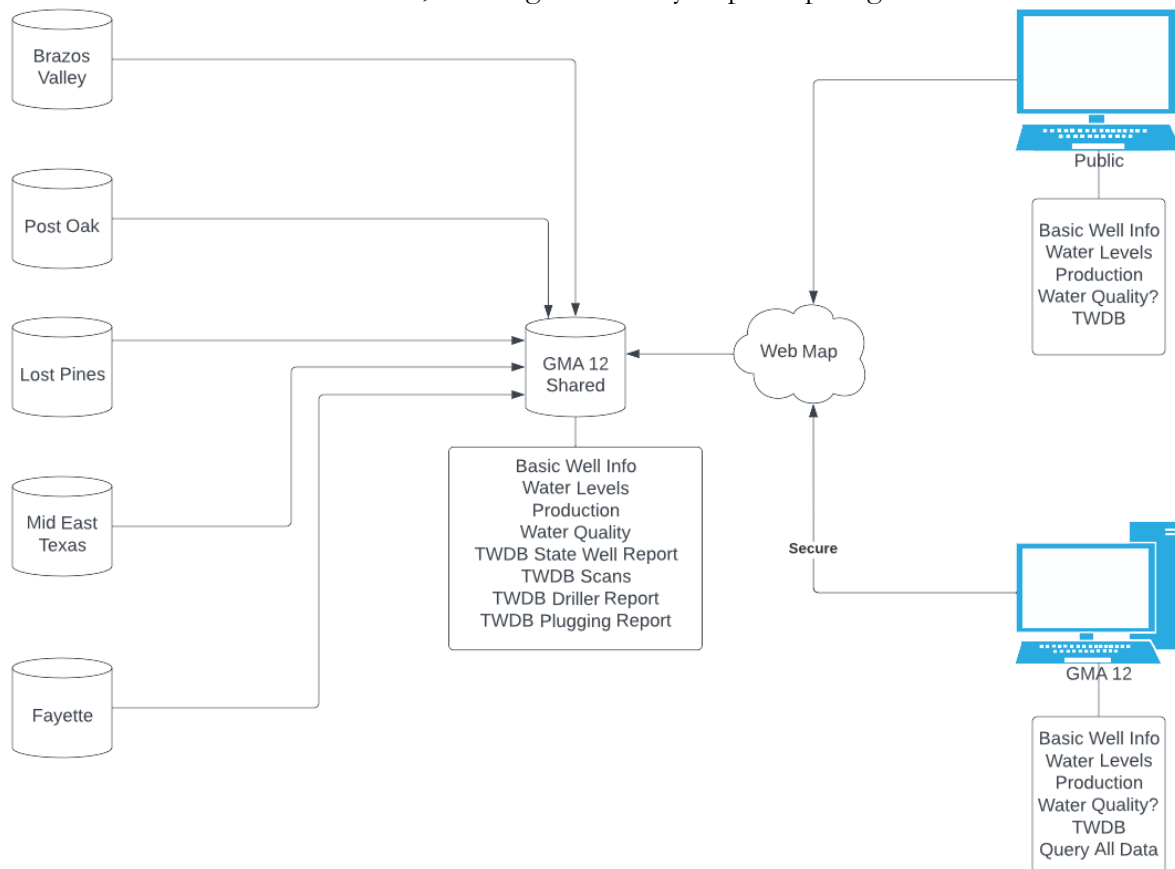 Brazos
Valley
Post Oak
Lost Pines
Mid East
Texas
Fayette
GMA 12
Shared
Basic Well Info
Water Levels
Production
Water Quality
TWDB State Well Report
TWDB Scans
TWDB Driller Report
TWDB Plugging Report
Web Map
Secure
Public
Basic Well Info
Water Levels
Production
Water Quality?
TWDB
GMA 12
Basic Well Info
Water Levels
Production
Water Quality?
TWDB
Query All Data